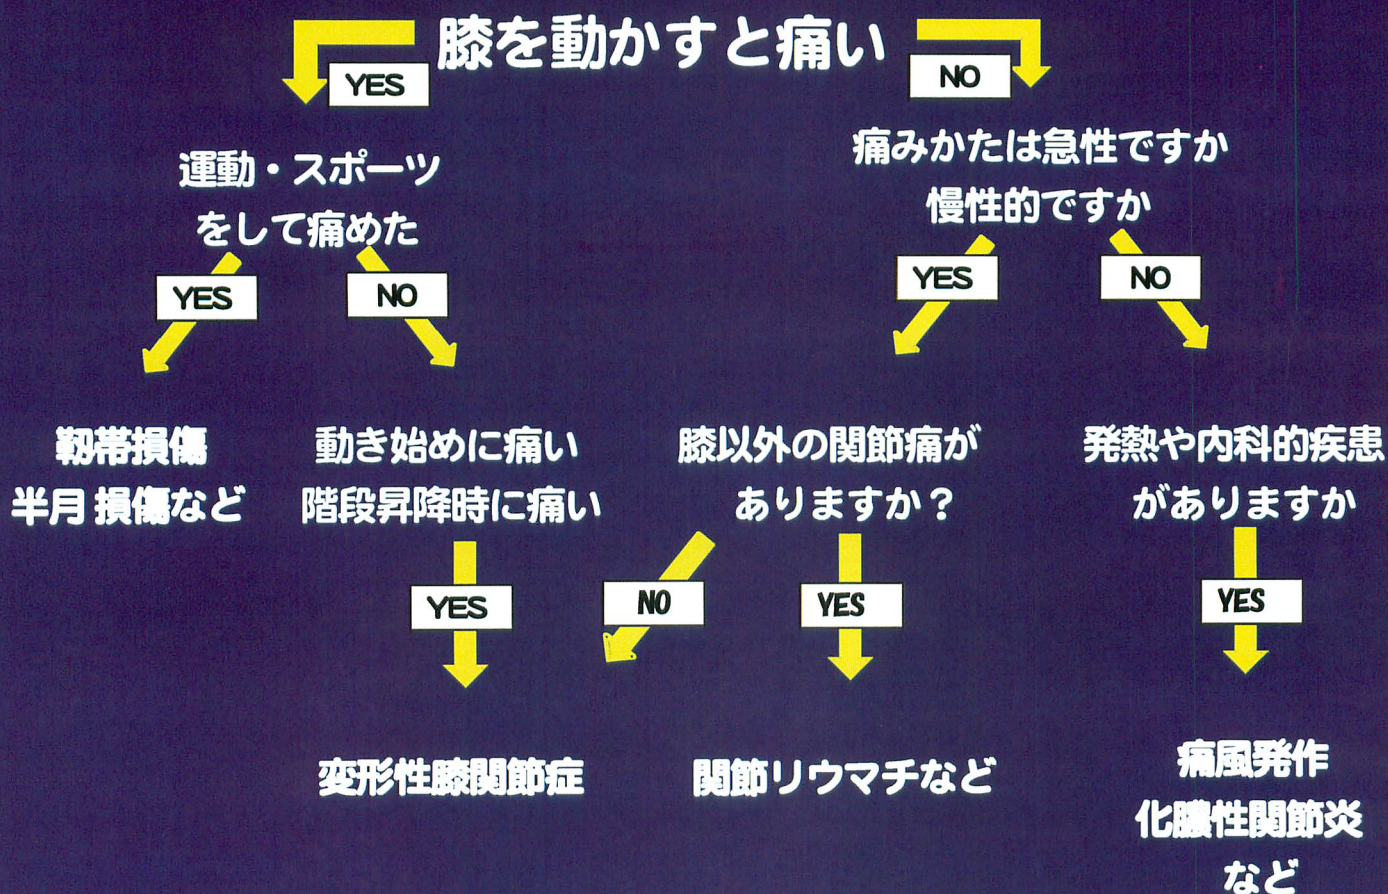 膝を動かすと痛い
YES
NO
運動・スポーツ
をして痛めた
痛みかたは急性ですか
慢性的ですか
YES
NO
YES
NO
靭帯損傷
半月 損傷など
動き始めに痛い
階段昇降時に痛い
膝以外の関節痛が
ありますか？
発熱や内科的疾患
がありますか
YES
NO
YES
YES
変形性膝関節症
関節リウマチなど
痛風発作
化膿性関節炎
など